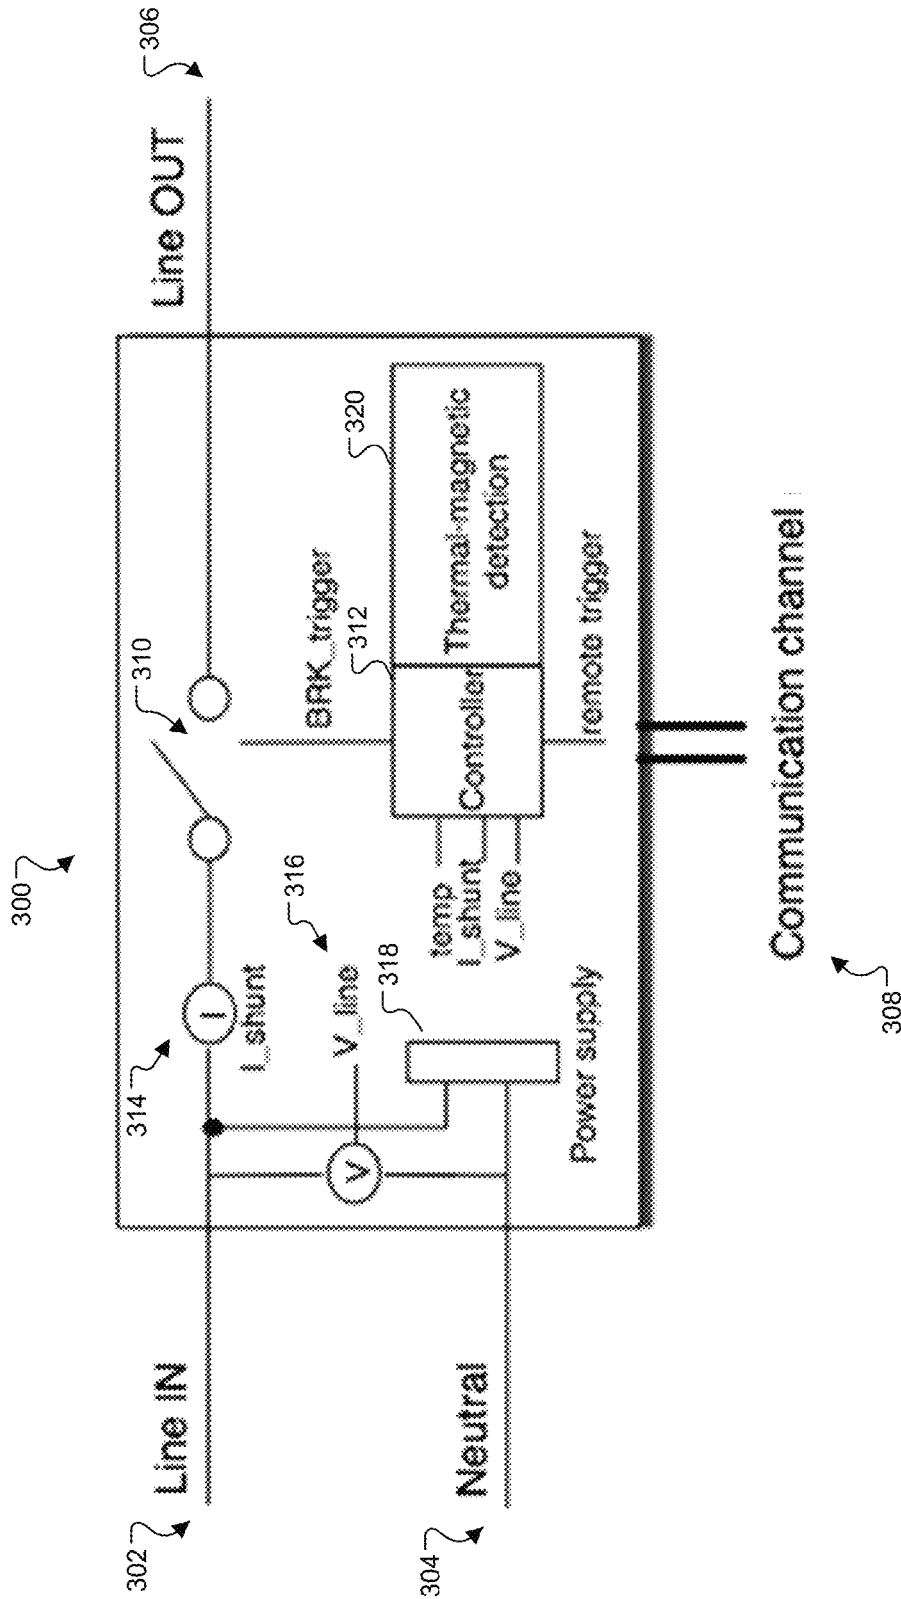 300
302
Line IN
304
Neutral
314
I
I_shunt
V
316
V_line
318
Power supply
310
BRK_trigger
312
320
temp
I_shunt
V_line
Controller
Thermal-magnetic
detection
remote trigger
Line OUT
306
Communication channel
308